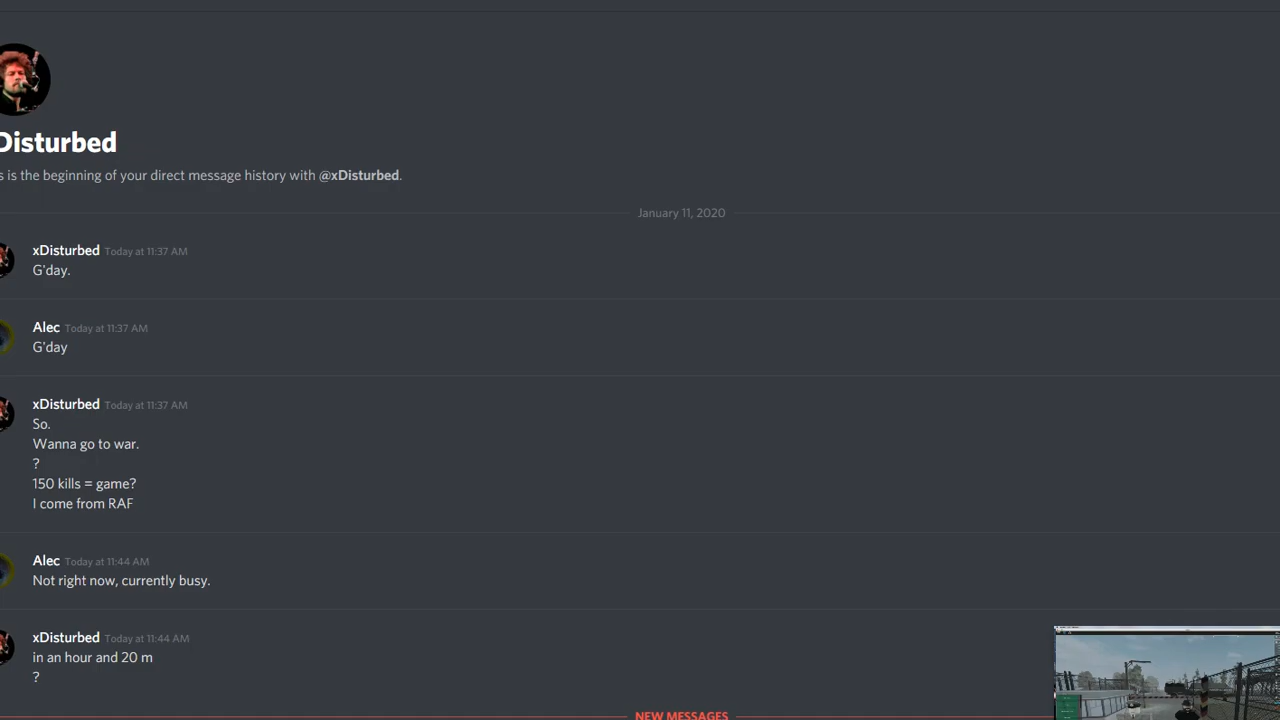 Disturbed
s is the beginning of your direct message history with @xDisturbed.
January 11, 2020
xDisturbed Today at 11:37 AM
G'day.
Alec Today at 11:37 AM
G'day
xDisturbed Today at 11:37 AM
So.
Wanna go to war.
?
150 kills = game?
I come from RAF
Alec Today at 11:44 AM
Not right now, currently busy.
xDisturbed Today at 11:44 AM
in an hour and 20 m
?
NEW MESSAGES